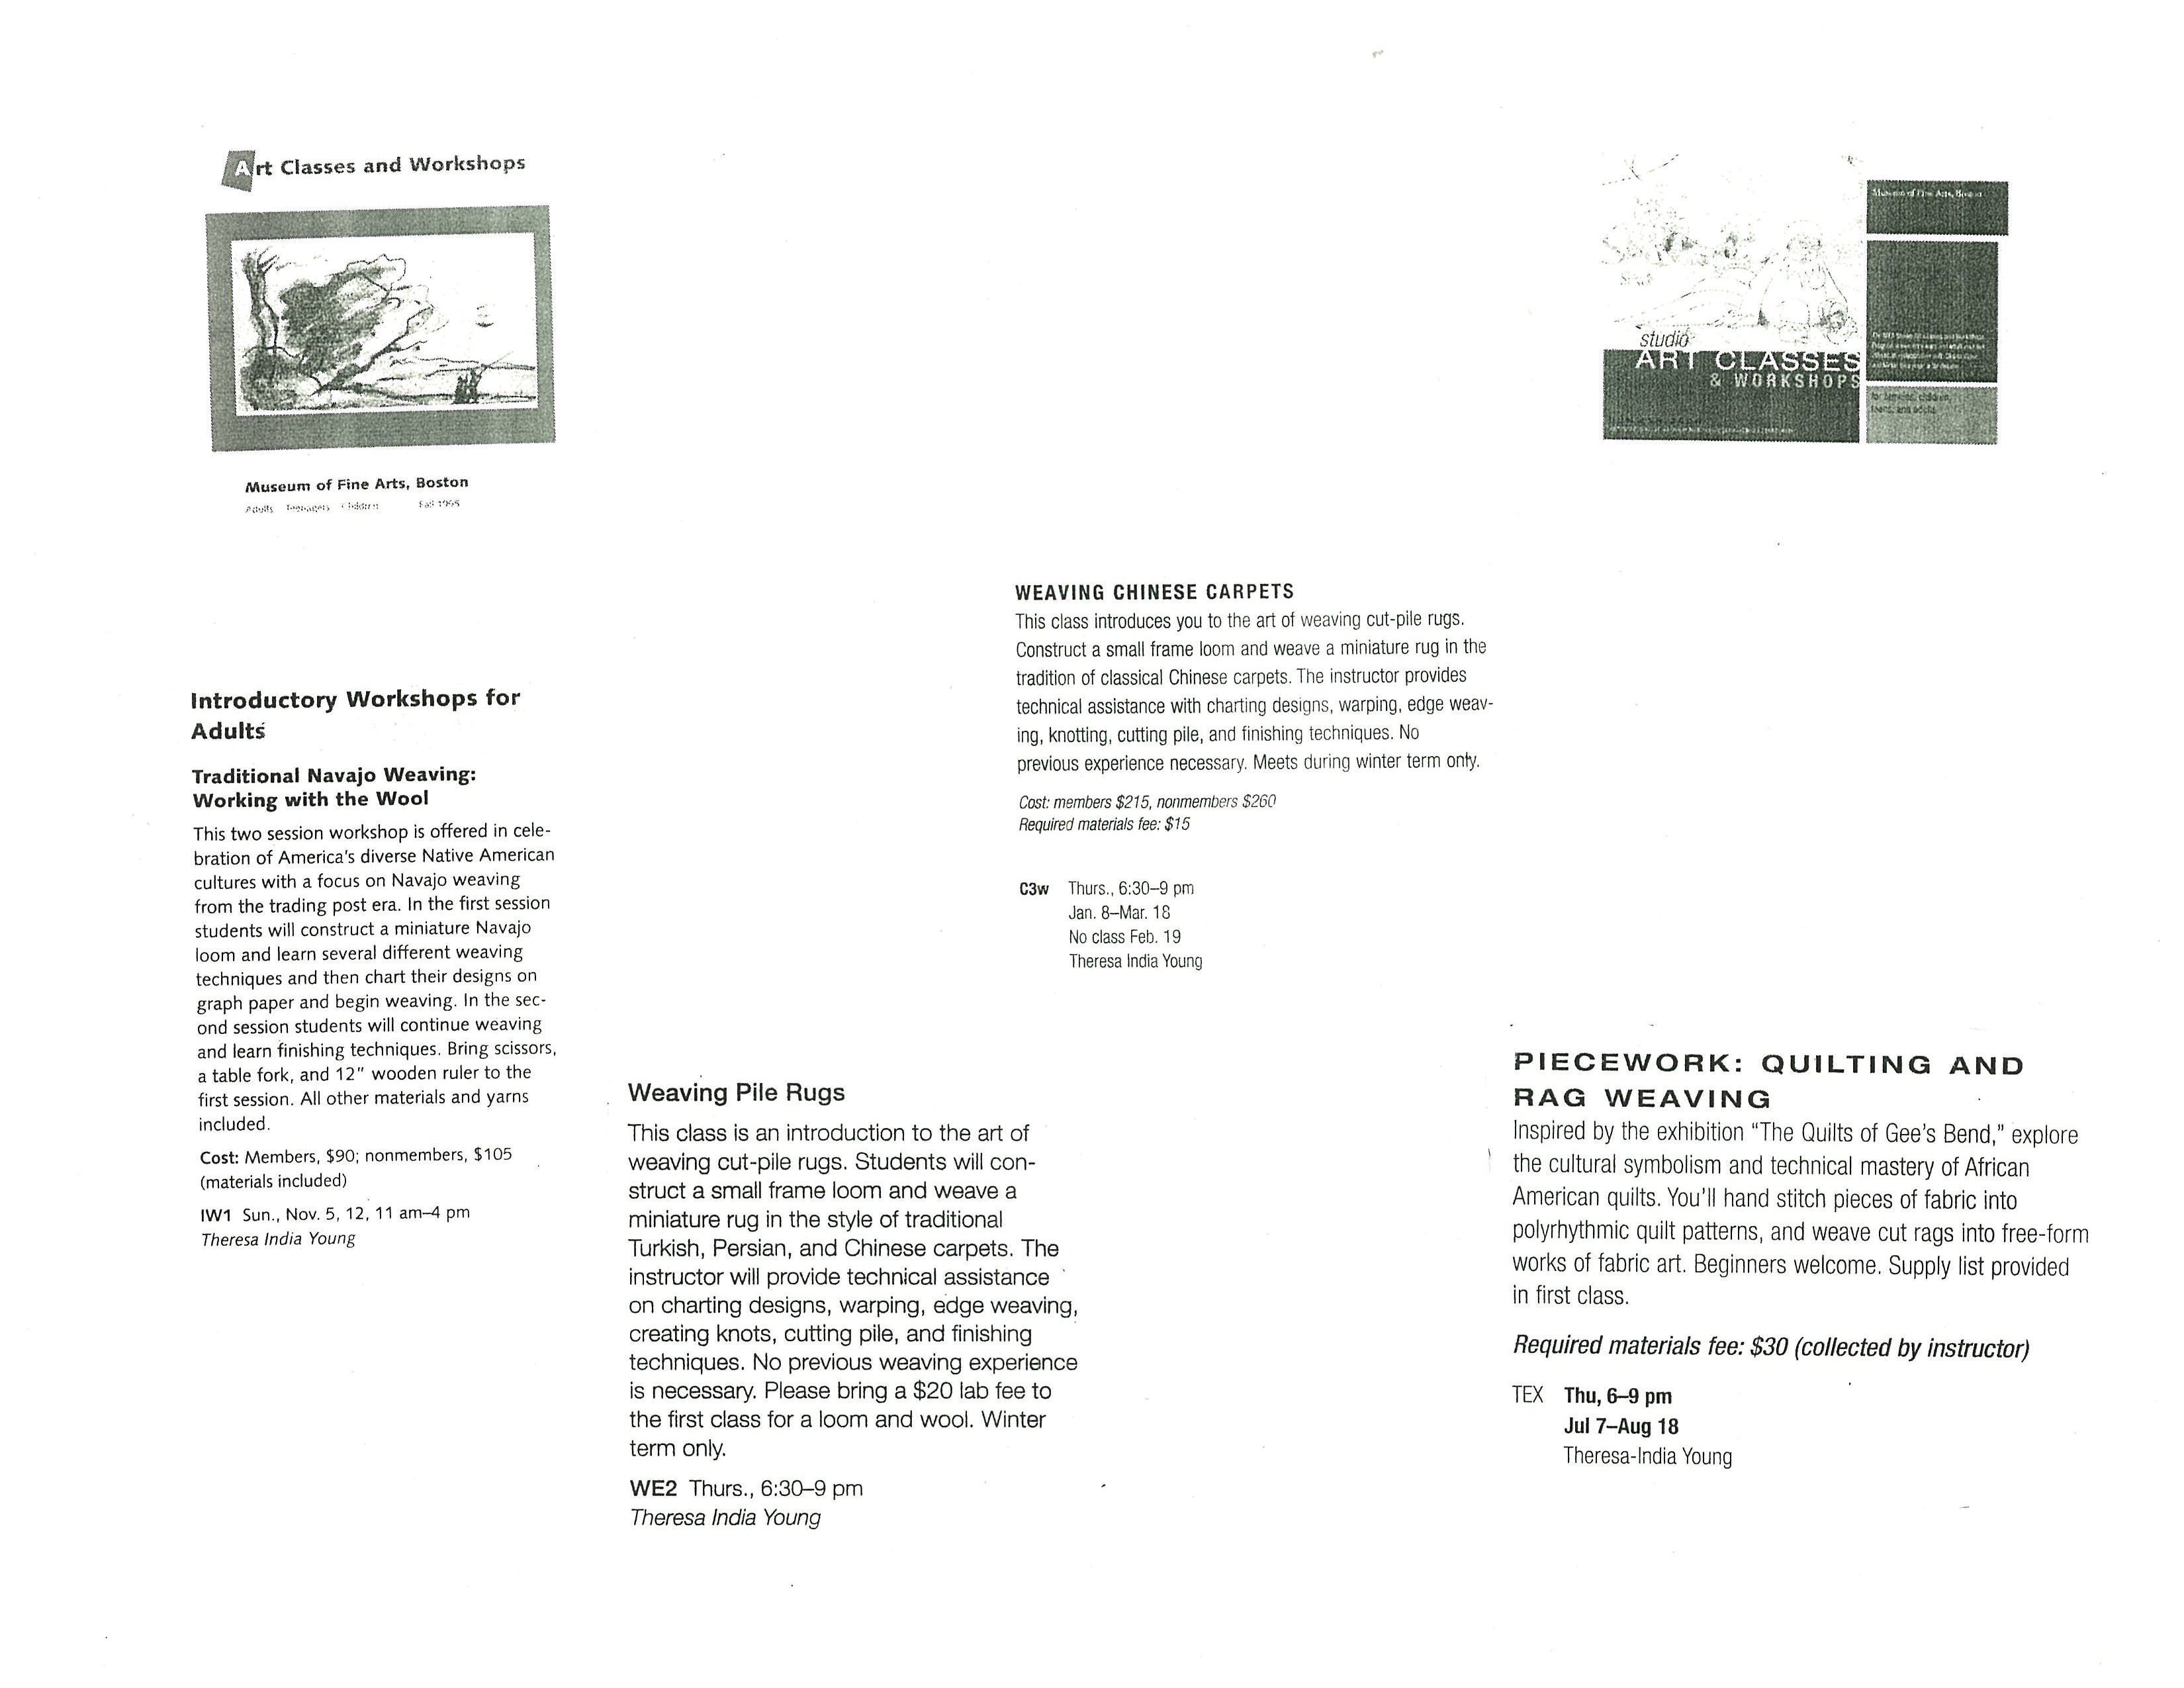 Art Classes and Workshops
Museum of Fine Arts, Boston
Adults Teenagers Children Fall 1995
Introductory Workshops for
Adults
Traditional Navajo Weaving:
Working with the Wool
This two session workshop is offered in cele-
bration of America's diverse Native American
cultures with a focus on Navajo weaving
from the trading post era. In the first session
students will construct a miniature Navajo
loom and learn several different weaving
techniques and then chart their designs on
graph paper and begin weaving. In the sec-
ond session students will continue weaving
and learn finishing techniques. Bring scissors,
a table fork, and 12" wooden ruler to the
first session. All other materials and yarns
included.
Cost: Members, $90; nonmembers, $105
(materials included)
IW1 Sun., Nov. 5, 12, 11 am–4 pm
Theresa India Young
Weaving Pile Rugs
This class is an introduction to the art of
weaving cut-pile rugs. Students will con-
struct a small frame loom and weave a
miniature rug in the style of traditional
Turkish, Persian, and Chinese carpets. The
instructor will provide technical assistance
on charting designs, warping, edge weaving,
creating knots, cutting pile, and finishing
techniques. No previous weaving experience
is necessary. Please bring a $20 lab fee to
the first class for a loom and wool. Winter
term only.
WE2 Thurs., 6:30–9 pm
Theresa India Young
WEAVING CHINESE CARPETS
This class introduces you to the art of weaving cut-pile rugs.
Construct a small frame loom and weave a miniature rug in the
tradition of classical Chinese carpets. The instructor provides
technical assistance with charting designs, warping, edge weav-
ing, knotting, cutting pile, and finishing techniques. No
previous experience necessary. Meets during winter term only.
Cost: members $215, nonmembers $260
Required materials fee: $15
C3w Thurs., 6:30–9 pm
Jan. 8–Mar. 18
No class Feb. 19
Theresa India Young
Museum of Fine Arts, Boston
studio
ART CLASSES
& WORKSHOPS
for families, children,
teens, and adults
PIECEWORK: QUILTING AND
RAG WEAVING
Inspired by the exhibition “The Quilts of Gee's Bend,” explore
the cultural symbolism and technical mastery of African
American quilts. You'll hand stitch pieces of fabric into
polyrhythmic quilt patterns, and weave cut rags into free-form
works of fabric art. Beginners welcome. Supply list provided
in first class.
Required materials fee: $30 (collected by instructor)
TEX Thu, 6–9 pm
Jul 7–Aug 18
Theresa-India Young